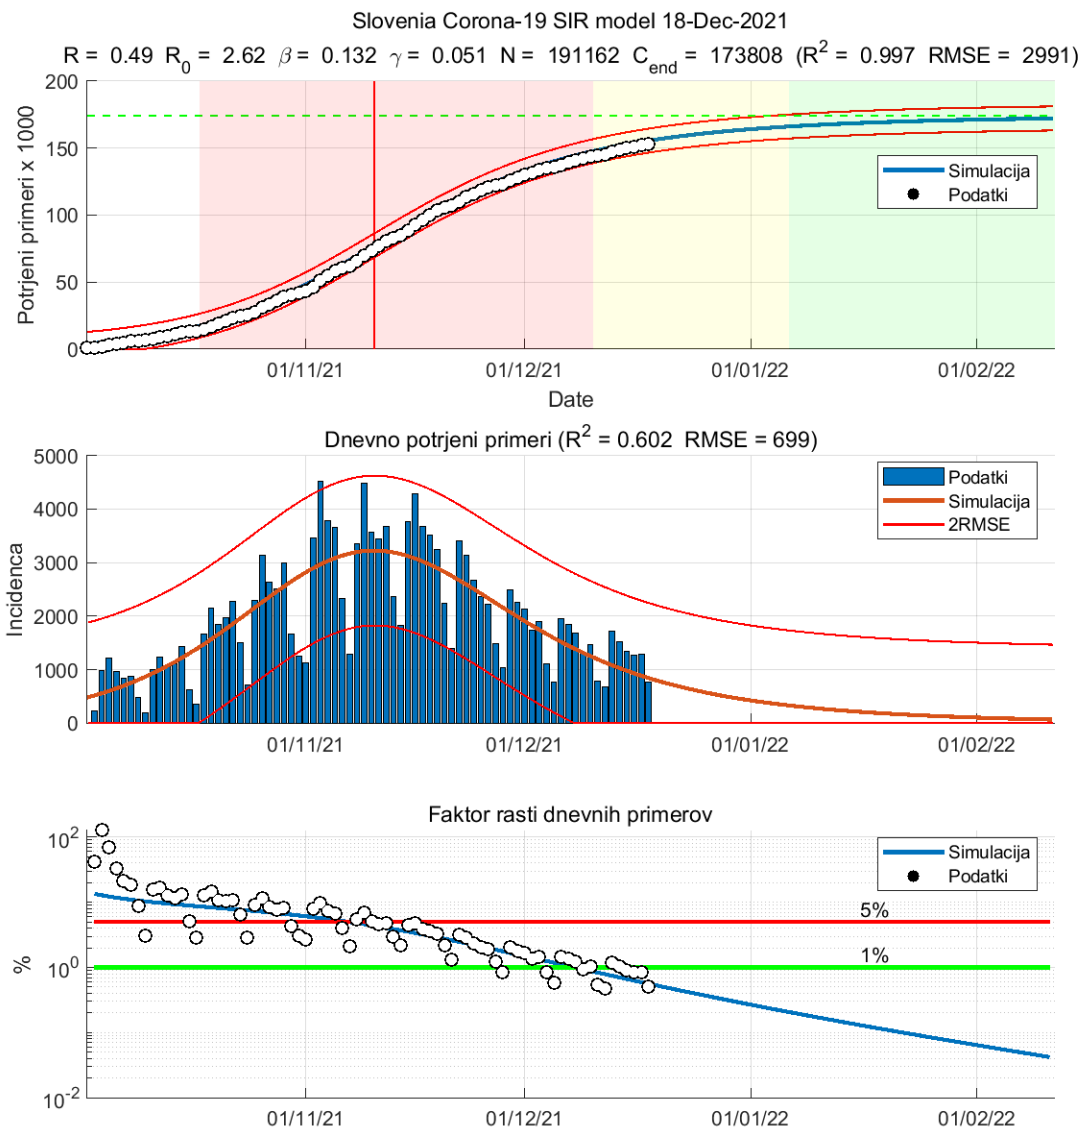 Slovenia Corona-19 SIR model 18-Dec-2021
R = 0.49 R0 = 2.62 β = 0.132 γ = 0.051 N = 191162 Cend = 173808 (R2 = 0.997 RMSE = 2991)
200
150
100
50
0
Potrjeni primeri x 1000
Simulacija
Podatki
01/11/21 01/12/21 01/01/22 01/02/22
Date
Dnevno potrjeni primeri (R2 = 0.602 RMSE = 699)
5000
4000
3000
2000
1000
0
Incidenca
Podatki
Simulacija
2RMSE
01/11/21 01/12/21 01/01/22 01/02/22
Faktor rasti dnevnih primerov
10^2
10^0
10^-2
%
Simulacija
Podatki
5%
1%
01/11/21 01/12/21 01/01/22 01/02/22